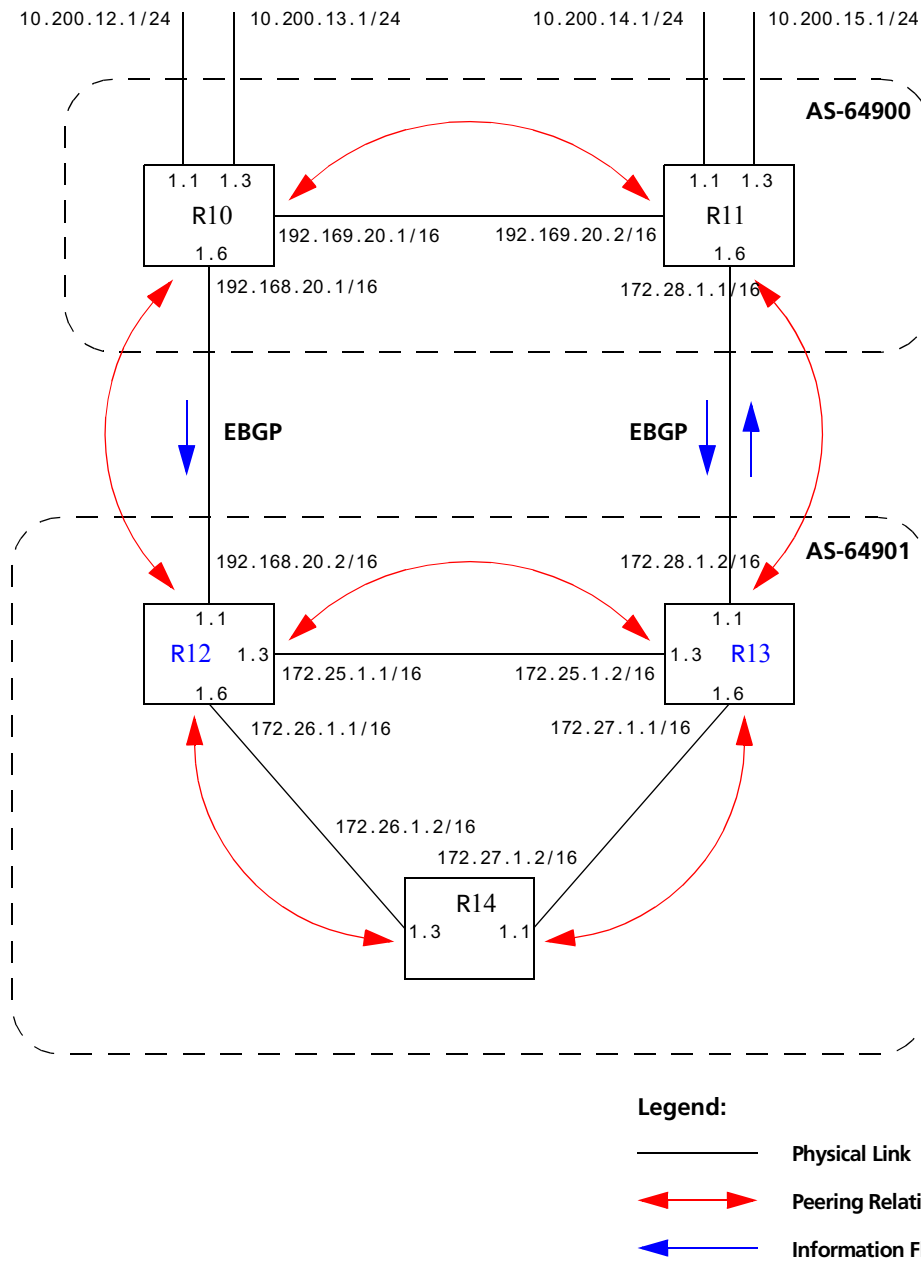 10.200.12.1/24
10.200.13.1/24
10.200.14.1/24
10.200.15.1/24
AS-64900
1.1
1.3
R10
1.6
1.1
1.3
R11
1.6
192.169.20.1/16
192.169.20.2/16
192.168.20.1/16
172.28.1.1/16
EBGP
EBGP
AS-64901
192.168.20.2/16
172.28.1.2/16
1.1
R12
1.3
1.6
1.1
1.3
R13
1.6
172.25.1.1/16
172.25.1.2/16
172.26.1.1/16
172.27.1.1/16
172.26.1.2/16
172.27.1.2/16
R14
1.3
1.1
Legend:
Physical Link
Peering Relati
Information F